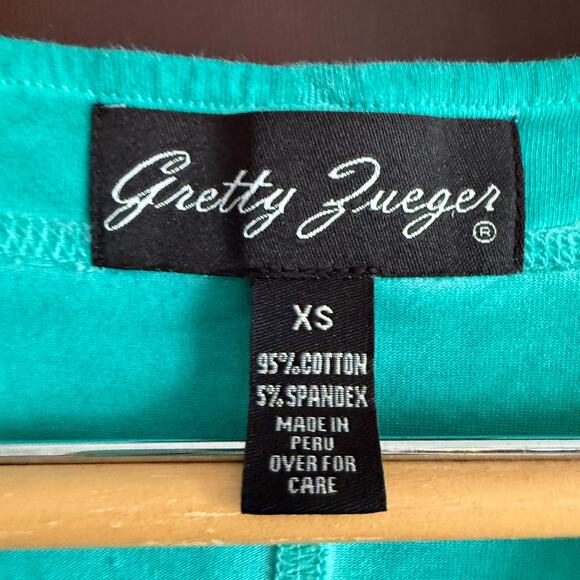 Gretty Zueger
®
XS
95% COTTON
5% SPANDEX
MADE IN
PERU
OVER FOR
CARE